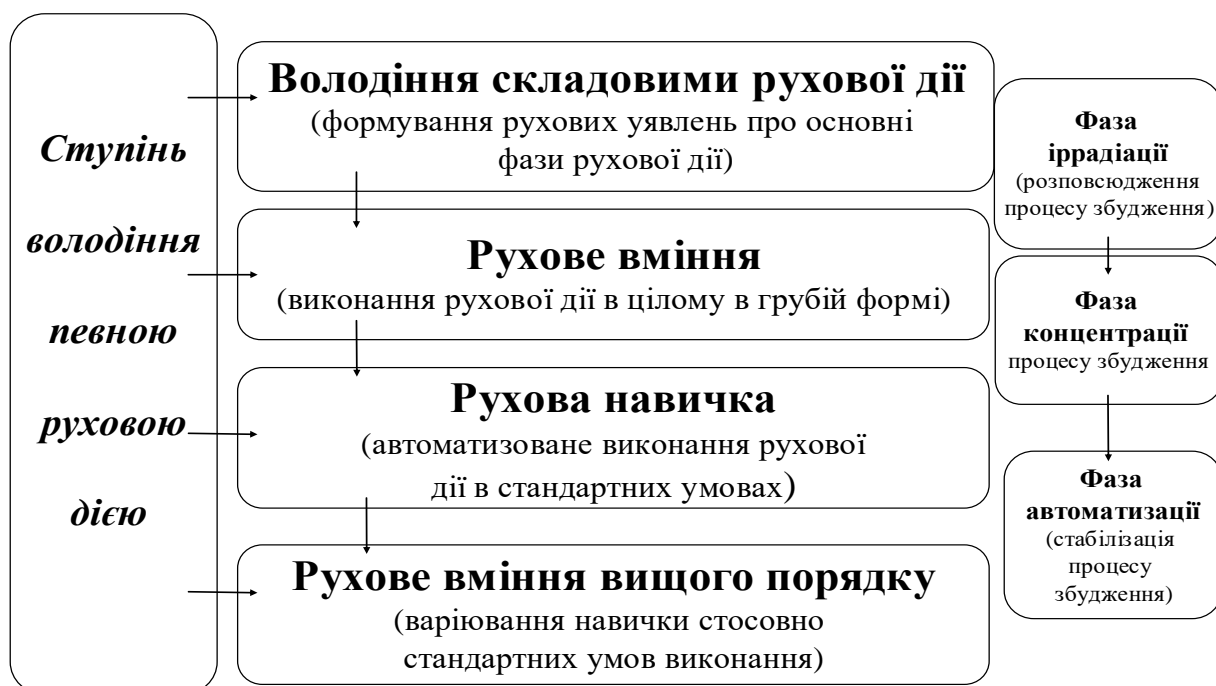 Ступінь
володіння
певною
руховою
дією
Володіння складовими рухової дії
(формування рухових уявлень про основні
фази рухової дії)
Рухове вміння
(виконання рухової дії в цілому в грубій формі)
Рухова навичка
(автоматизоване виконання рухової
дії в стандартних умовах)
Рухове вміння вищого порядку
(варіювання навички стосовно
стандартних умов виконання)
Фаза
іррадіації
(розповсюдження
процесу збудження)
Фаза
концентрації
процесу збудження
Фаза
автоматизації
(стабілізація
процесу
збудження)